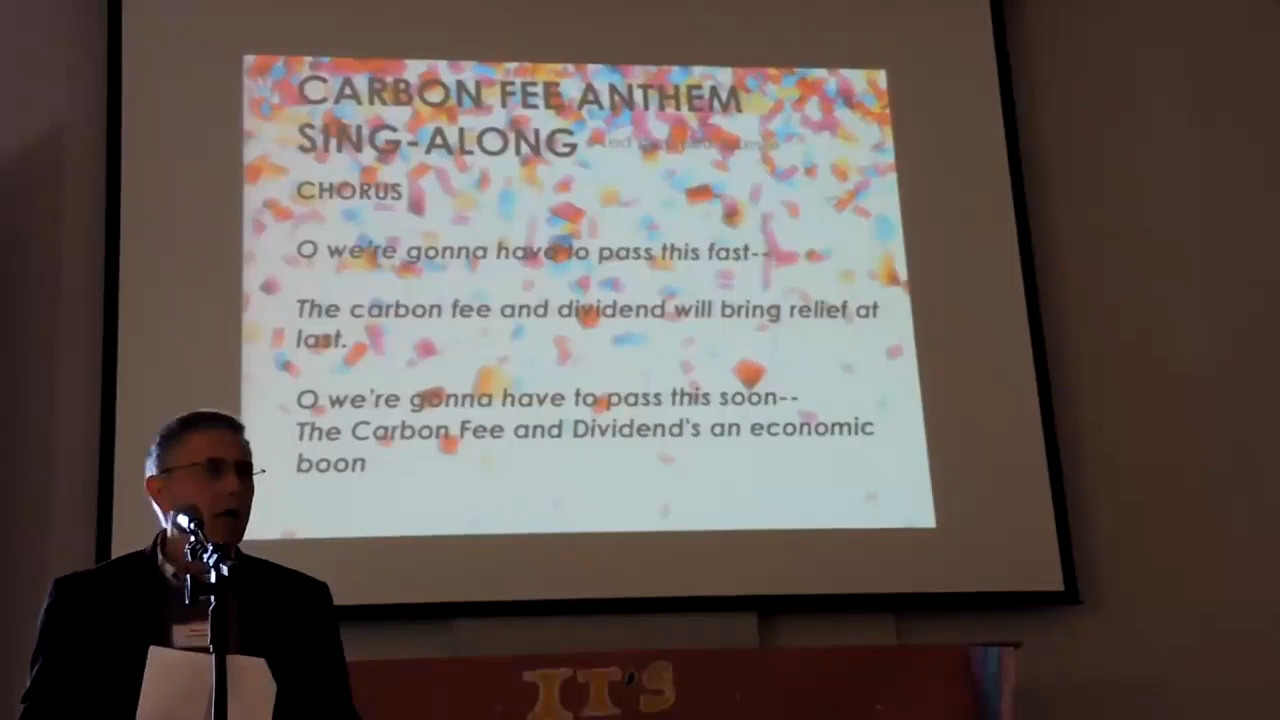 CARBON FEE ANTHEM
SING-ALONG
CHORUS
O we're gonna have to pass this fast--
The carbon fee and dividend will bring relief at
last.
O we're gonna have to pass this soon--
The Carbon Fee and Dividend's an economic
boon
IT'S